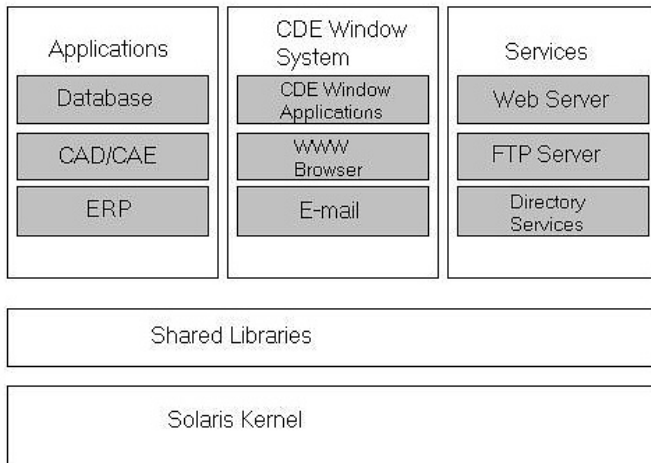 Applications
Database
CAD/CAE
ERP
CDE Window
System
CDE Window
Applications
WWW
Browser
E-mail
Services
Web Server
FTP Server
Directory
Services
Shared Libraries
Solaris Kernel